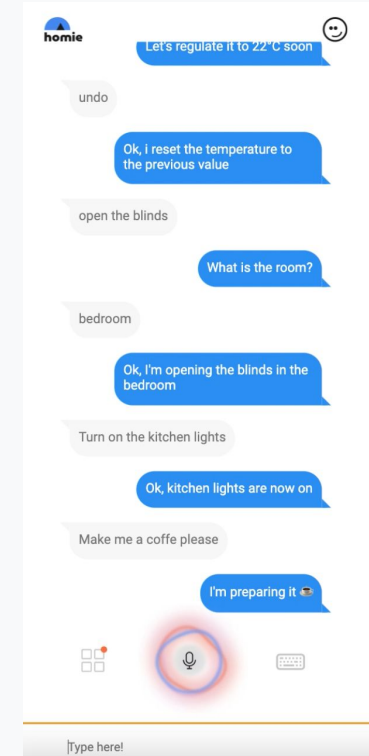 homie
Let's regulate it to 22°C soon
undo
Ok, i reset the temperature to
the previous value
open the blinds
What is the room?
bedroom
Ok, I'm opening the blinds in the
bedroom
Turn on the kitchen lights
Ok, kitchen lights are now on
Make me a coffe please
I'm preparing it ☕
Type here!